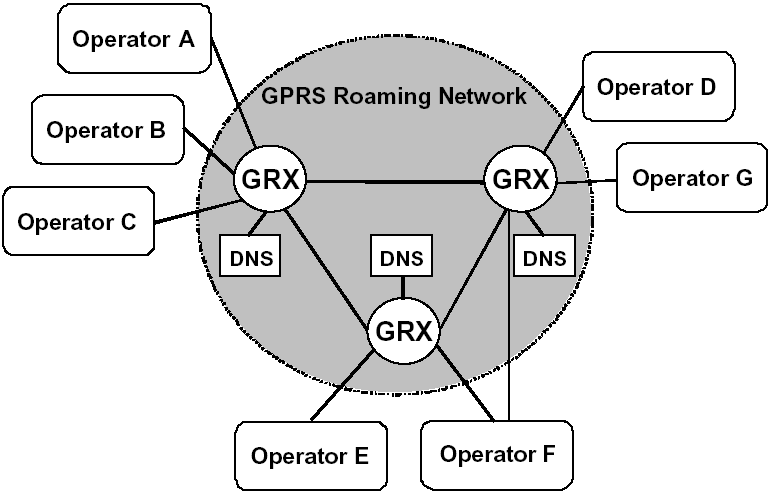 Operator A
GPRS Roaming Network
Operator D
Operator B
GRX
GRX
Operator G
Operator C
DNS
DNS
DNS
GRX
Operator E
Operator F